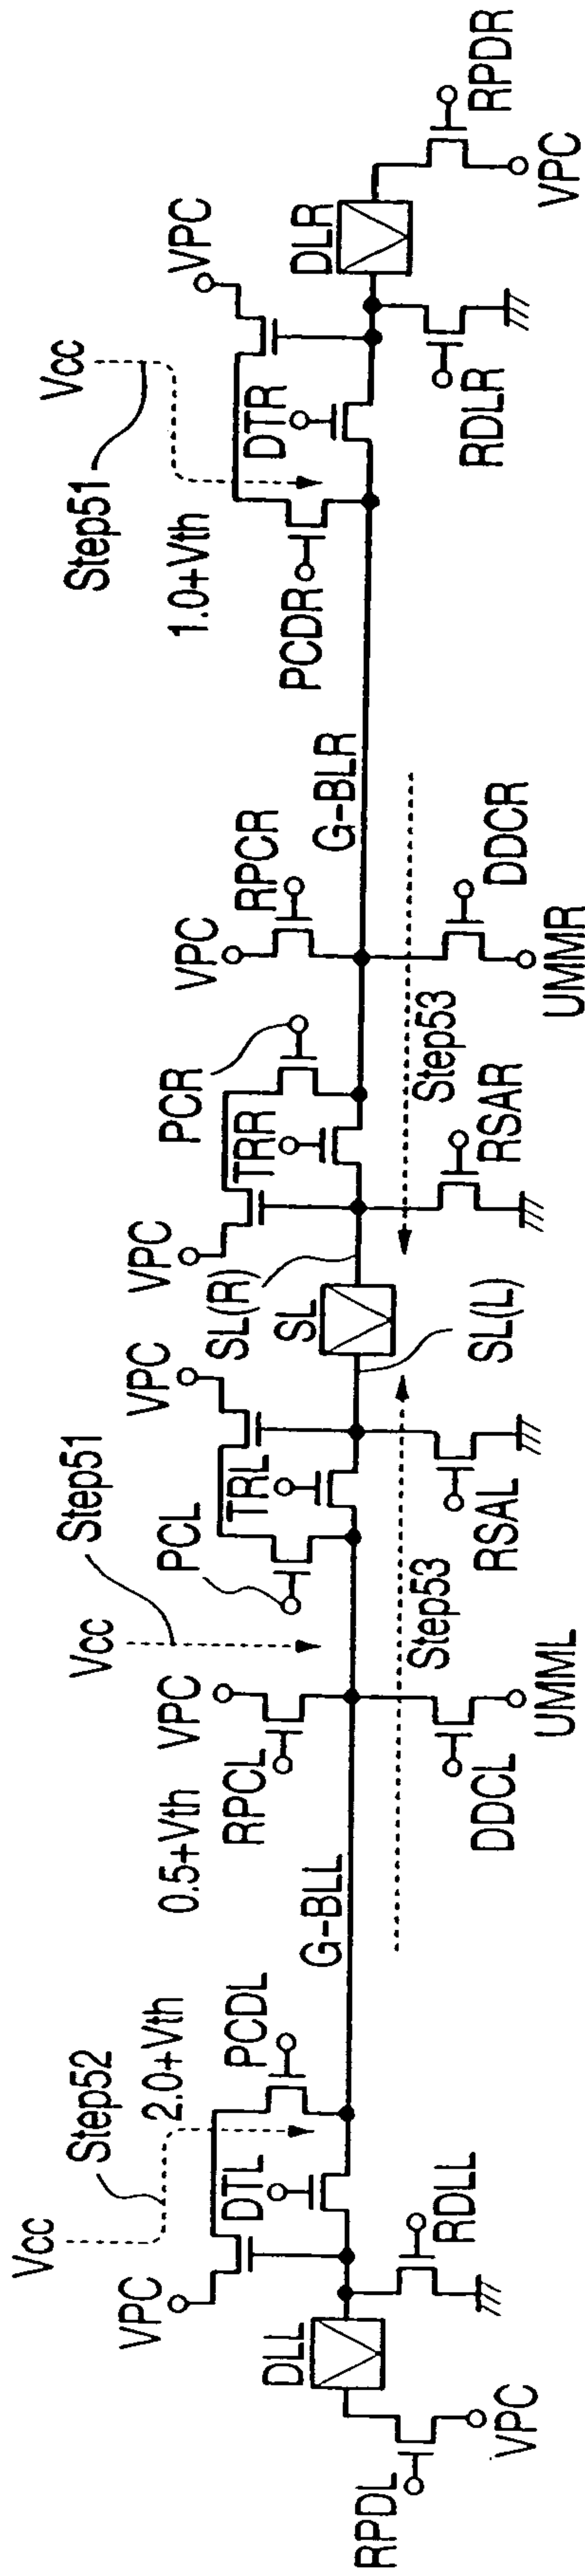 Vcc
Step52
2.0+Vth
VPC
DLL
RPDL
VPC
DTL
RDLL
PCDL
G-BLL
0.5+Vth
VPC
RPCL
DDCL
UMML
Vcc
Step51
PCL
TRL
VPC
RSAL
Step53
SL(L)
SL
SL(R)
VPC
PCR
TRR
RSAR
Step53
VPC
RPCR
DDCR
UMMR
G-BLR
Vcc
Step51
1.0+Vth
PCDR
DTR
VPC
DLR
RDLR
RPDR
VPC